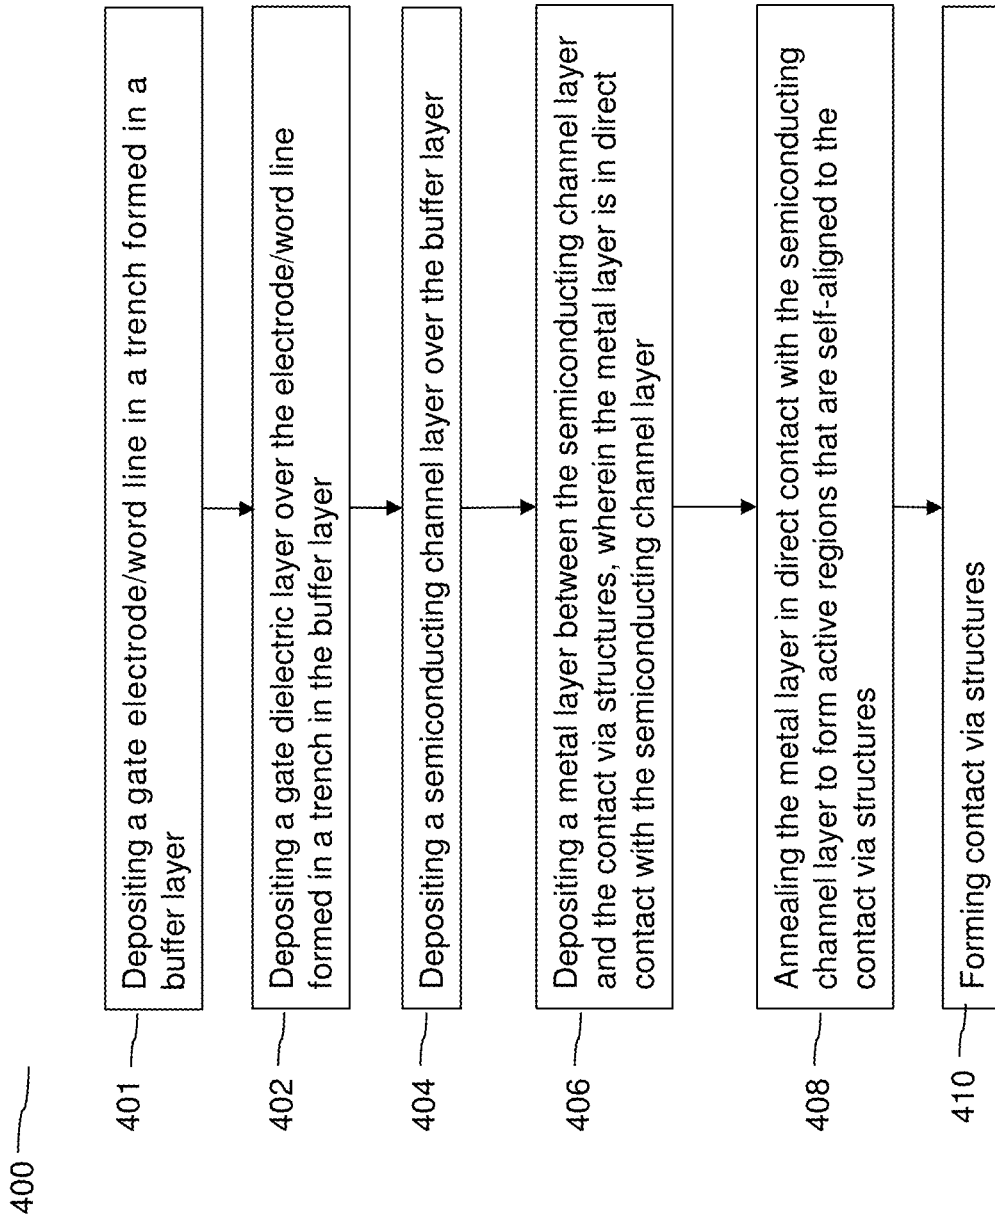 400
401
Depositing a gate electrode/word line in a trench formed in a
buffer layer
402
Depositing a gate dielectric layer over the electrode/word line
formed in a trench in the buffer layer
404
Depositing a semiconducting channel layer over the buffer layer
406
Depositing a metal layer between the semiconducting channel layer
and the contact via structures, wherein the metal layer is in direct
contact with the semiconducting channel layer
408
Annealing the metal layer in direct contact with the semiconducting
channel layer to form active regions that are self-aligned to the
contact via structures
410
Forming contact via structures